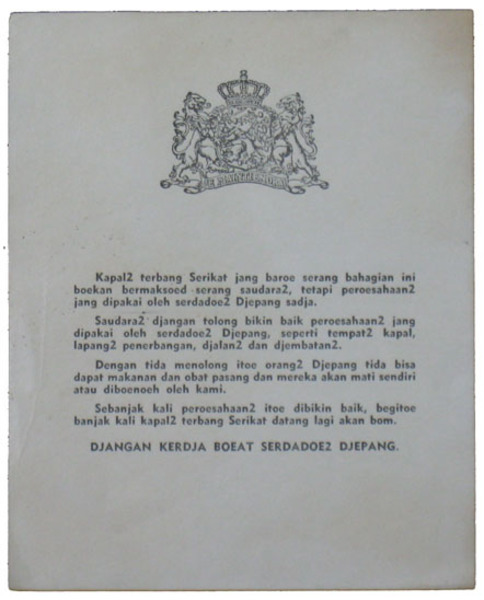 JE MAINTIENDRAI
Kapal2 terbang Serikat jang baroe serang bahagian ini
boekan bermaksoed serang saudara2, tetapi peroesahaan2
jang dipakai oleh serdadoe2 Djepang sadja.
Saudara2 djangan tolong bikin baik peroesahaan2 jang
dipakai oleh serdadoe2 Djepang, seperti tempat2 kapal,
lapang2 penerbangan, djalan2 dan djembatan2.
Dengan tida menolong itoe orang2 Djepang tida bisa
dapat makanan dan obat pasang dan mereka akan mati sendiri
atau diboenoeh oleh kami.
Sebanjak kali peroesahaan2 itoe dibikin baik, begitoe
banjak kali kapal2 terbang Serikat datang lagi akan bom.
DJANGAN KERDJA BOEAT SERDADOE2 DJEPANG.